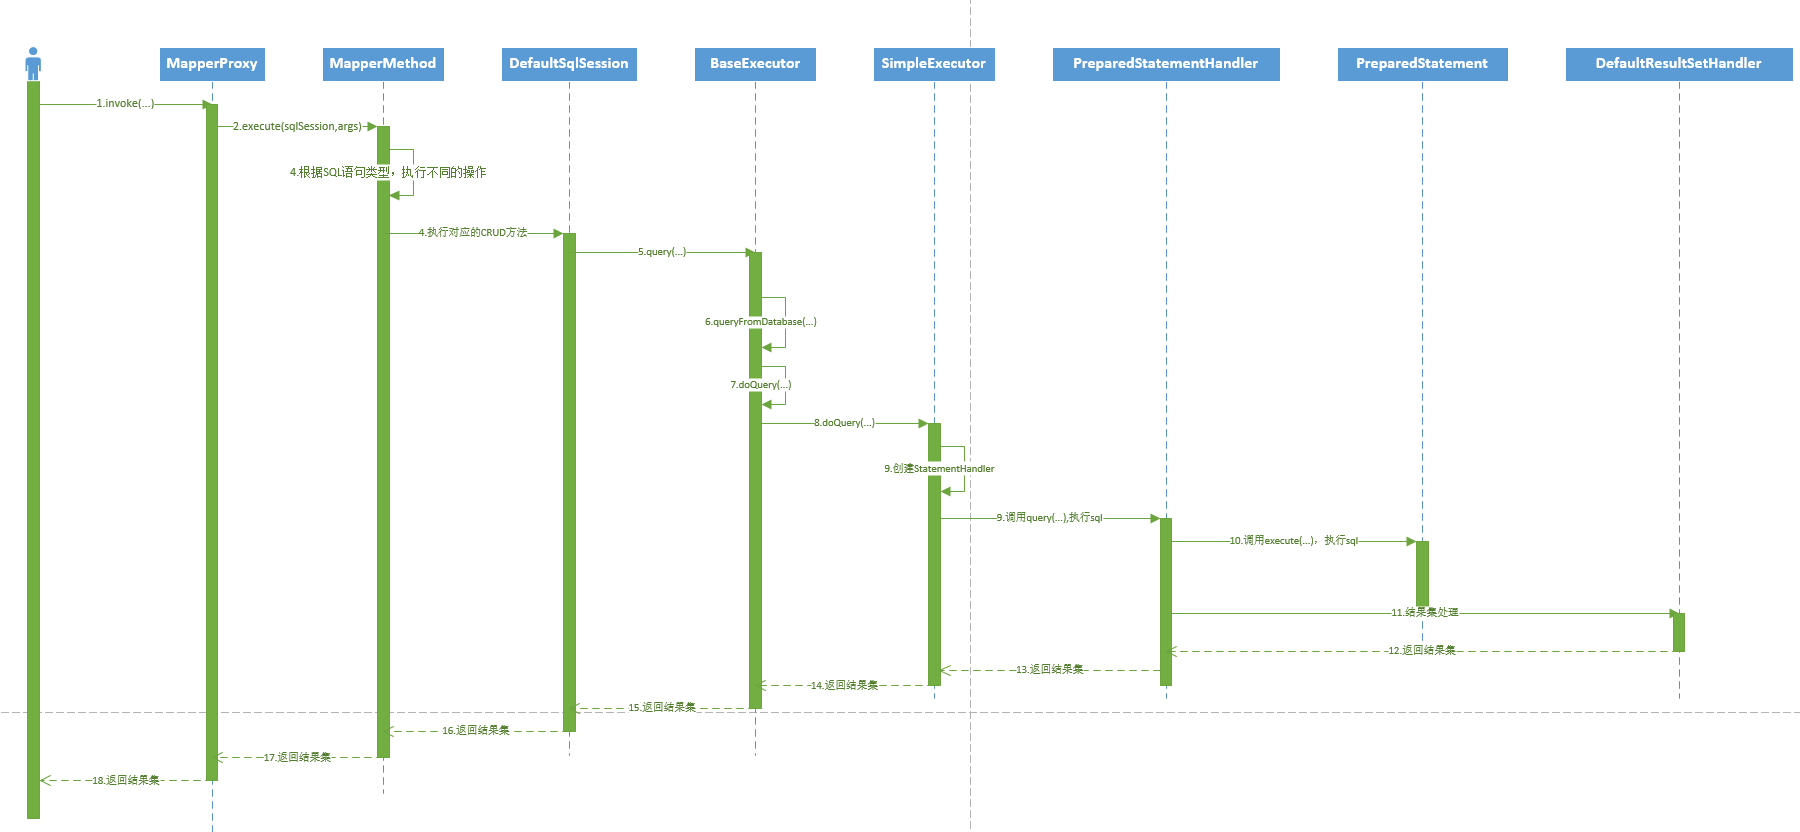 MapperProxy
MapperMethod
DefaultSqlSession
BaseExecutor
SimpleExecutor
PreparedStatementHandler
PreparedStatement
DefaultResultSetHandler
1.invoke(...)
2.execute(sqlSession,args)
4.根据SQL语句类型，执行不同的操作
4.执行对应的CRUD方法
5.query(...)
6.queryFromDatabase(...)
7.doQuery(...)
8.doQuery(...)
9.创建StatementHandler
9.调用query(...),执行sql
10.调用execute(...)，执行sql
11.结果集处理
12.返回结果集
13.返回结果集
14.返回结果集
15.返回结果集
16.返回结果集
17.返回结果集
18.返回结果集